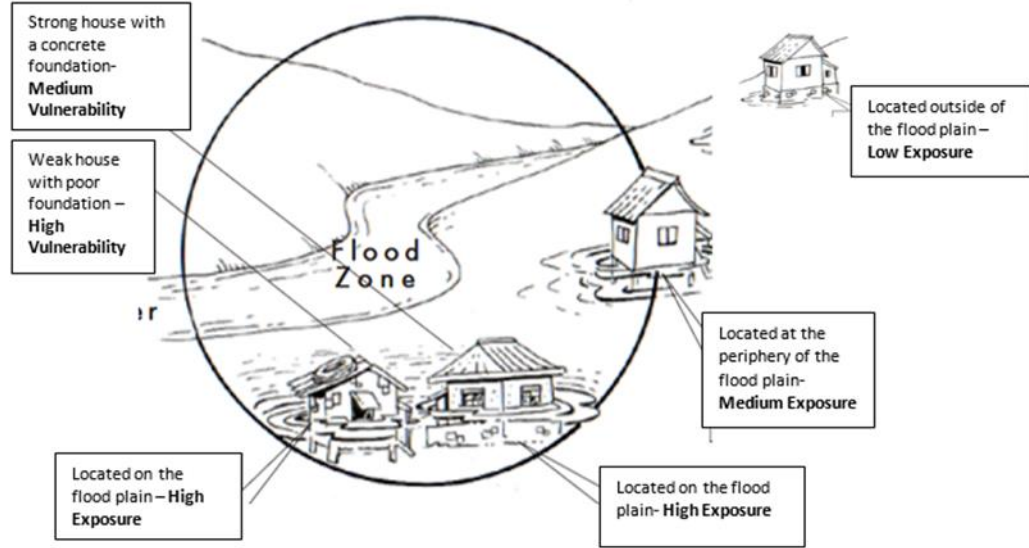 Strong house with
a concrete
foundation-
Medium
Vulnerability
Weak house
with poor
foundation –
High
Vulnerability
Located outside of
the flood plain –
Low Exposure
Flood
Zone
er
Located at the
periphery of the
flood plain-
Medium Exposure
Located on the
flood plain – High
Exposure
Located on the flood
plain- High Exposure